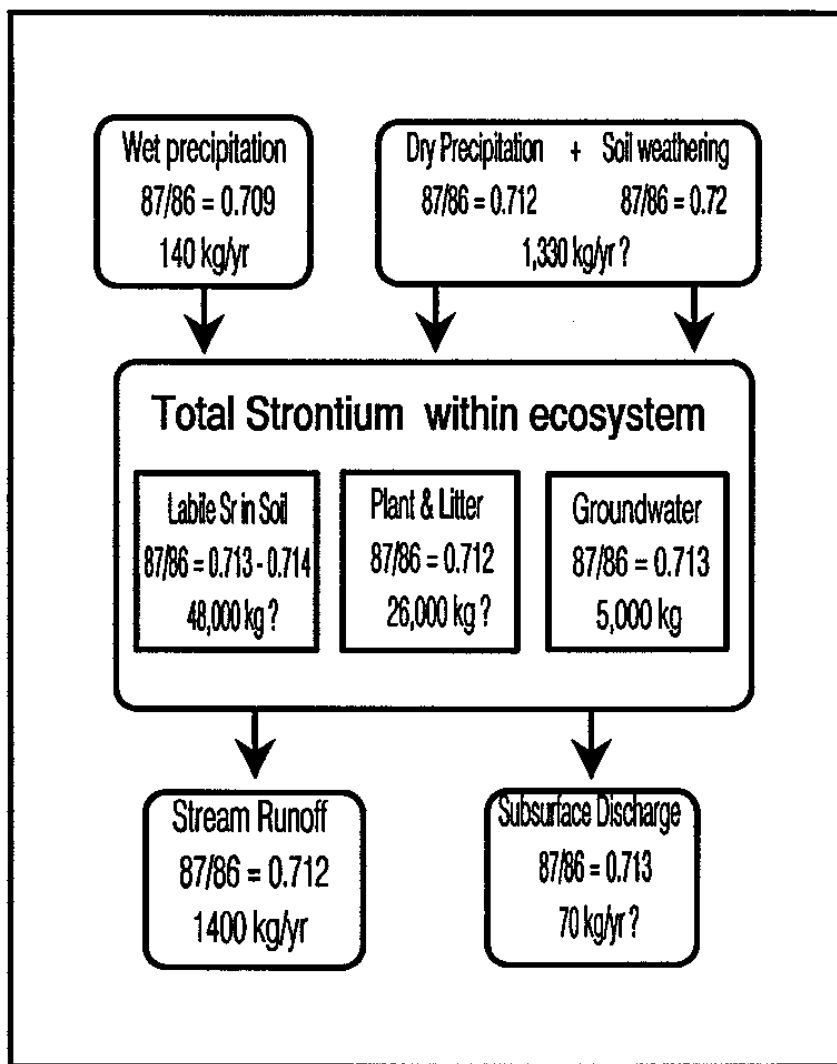 Wet precipitation
87/86 = 0.709
140 kg/yr
Dry Precipitation + Soil weathering
87/86 = 0.712 87/86 = 0.72
1,330 kg/yr ?
Total Strontium within ecosystem
Labile Sr in Soil
87/86 = 0.713 - 0.714
48,000 kg ?
Plant & Litter
87/86 = 0.712
26,000 kg ?
Groundwater
87/86 = 0.713
5,000 kg
Stream Runoff
87/86 = 0.712
1400 kg/yr
Subsurface Discharge
87/86 = 0.713
70 kg/yr ?